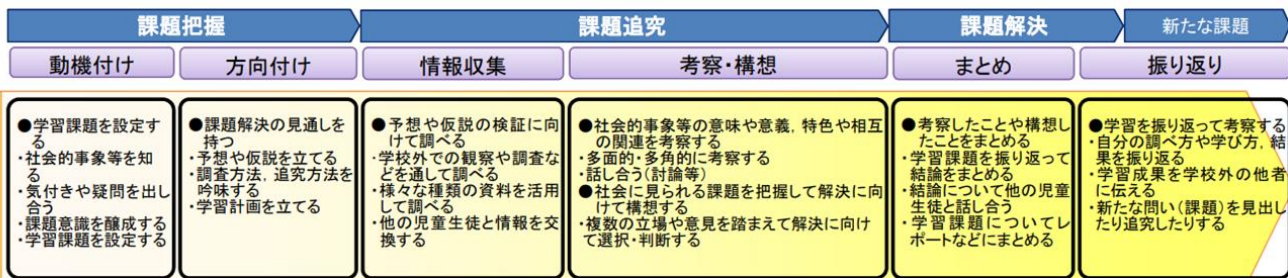 課題把握
課題追究
課題解決
新たな課題
動機付け
方向付け
情報収集
考察・構想
まとめ
振り返り
●学習課題を設定す
る
・社会的事象等を知
る
・気付きや疑問を出し
合う
・課題意識を醸成する
・学習課題を設定する
●課題解決の見通しを
持つ
・予想や仮説を立てる
・調査方法，追究方法を
吟味する
・学習計画を立てる
●予想や仮説の検証に向
けて調べる
・学校外での観察や調査な
どを通して調べる
・様々な種類の資料を活用
して調べる
・他の児童生徒と情報を交
換する
●社会的事象等の意味や意義，特色や相互
の関連を考察する
・多面的・多角的に考察する
・話し合う（討論等）
●社会に見られる課題を把握して解決に向
けて構想する
・複数の立場や意見を踏まえて解決に向け
て選択・判断する
●考察したことや構想し
たことをまとめる
・学習課題を振り返って
結論をまとめる
・結論について他の児童
生徒と話し合う
・学習課題についてレ
ポートなどにまとめる
●学習を振り返って考察する
・自分の調べ方や学び方，結
果を振り返る
・学習成果を学校外の他者
に伝える
・新たな問い（課題）を見出し
たり追究したりする